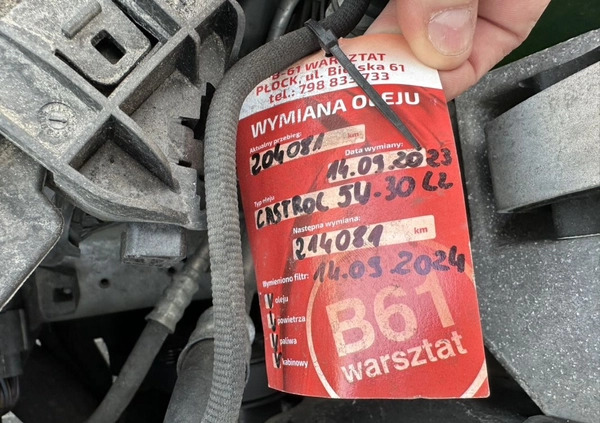 B-61 WARSZTAT
PŁOCK, ul. Bielska 61
tel.: 798 833 733
WYMIANA OLEJU
Aktualny przebieg:
204081 km
Data wymiany:
14.09.2023
Typ oleju
CASTROL 5W-30 C2
Następna wymiana:
214081 km
14.09.2024
Wymieniono filtr:
oleju
powietrza
paliwa
kabinowy
B61
warsztat